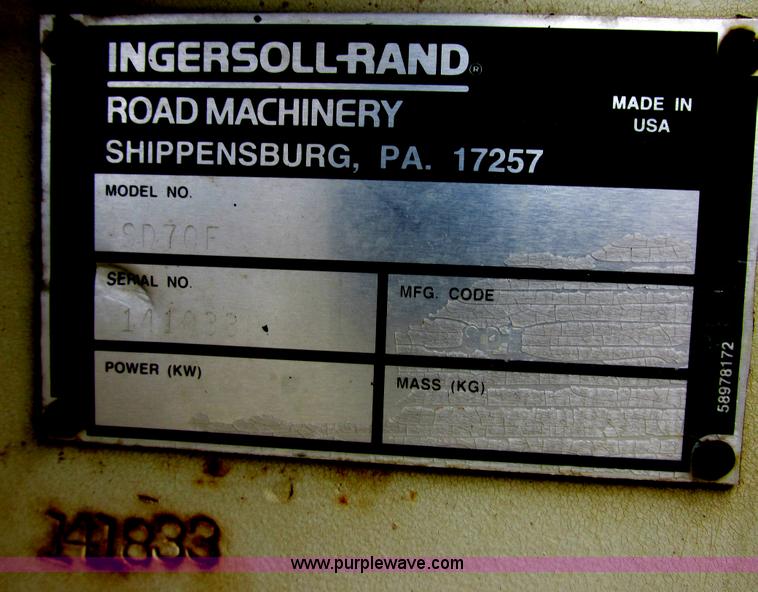 INGERSOLL-RAND®
ROAD MACHINERY
SHIPPENSBURG, PA. 17257
MADE IN
USA
MODEL NO.
SD70F
SERIAL NO.
MFG. CODE
POWER (KW)
MASS (KG)
58978172
141833
www.purplewave.com